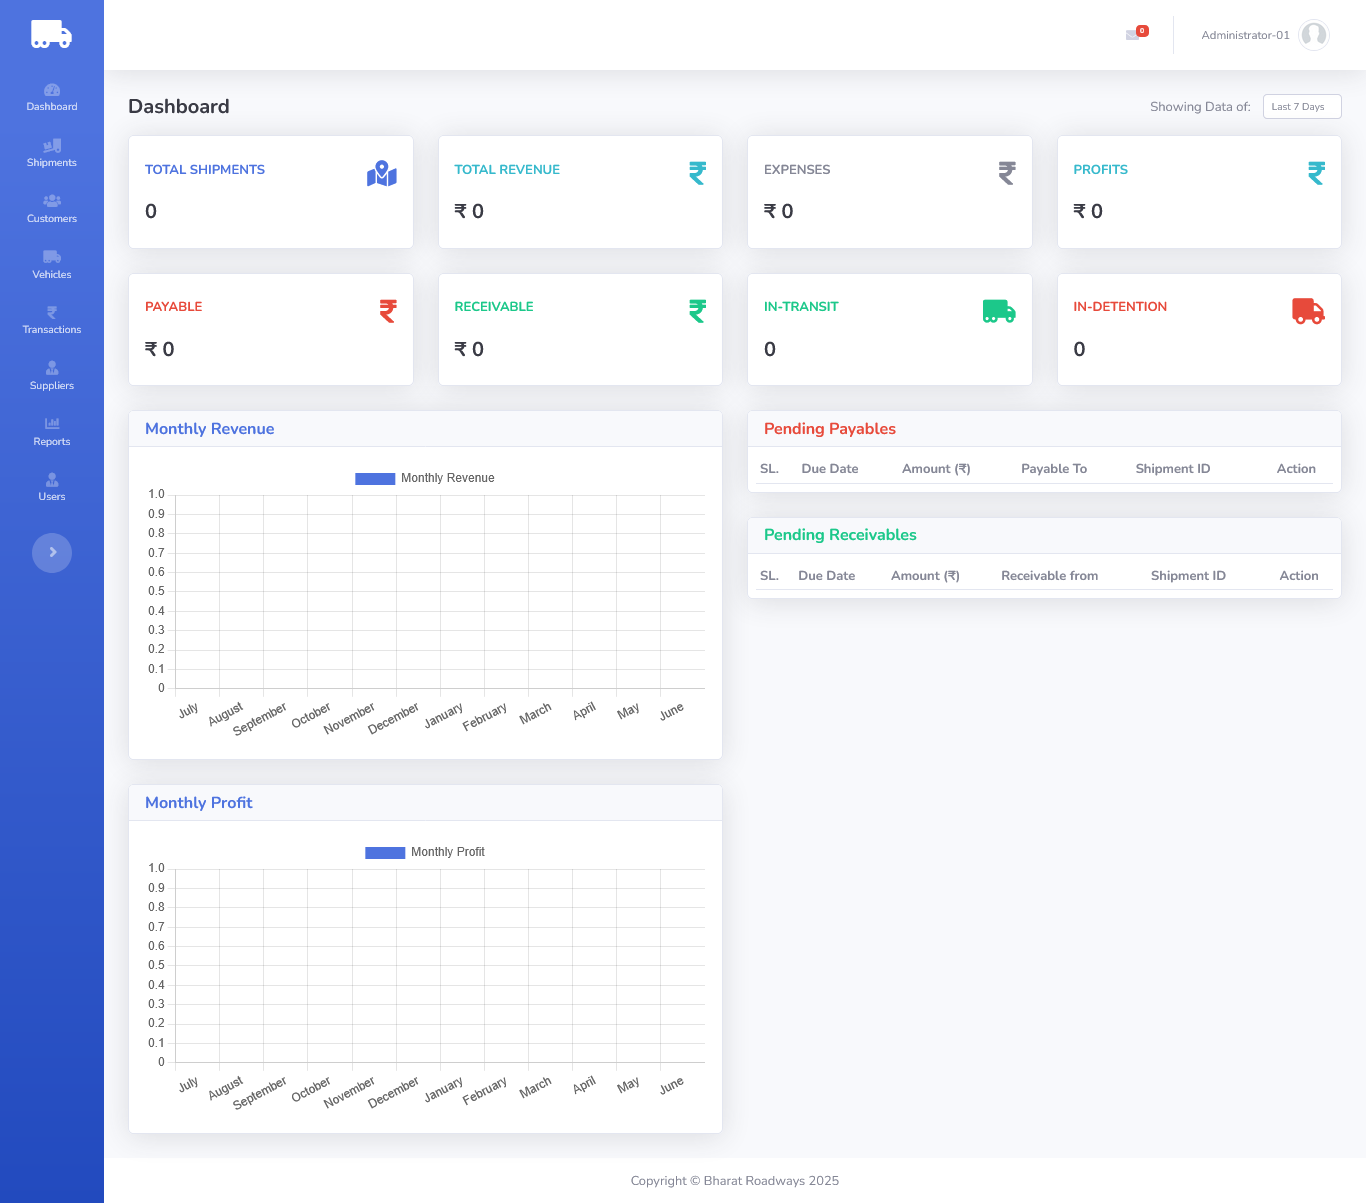 0
Administrator-01
Dashboard
Shipments
Customers
Vehicles
Transactions
Suppliers
Reports
Users
Dashboard
Showing Data of: Last 7 Days
TOTAL SHIPMENTS
0
TOTAL REVENUE
₹ 0
EXPENSES
₹ 0
PROFITS
₹ 0
PAYABLE
₹ 0
RECEIVABLE
₹ 0
IN-TRANSIT
0
IN-DETENTION
0
Monthly Revenue
Monthly Revenue
1.0
0.9
0.8
0.7
0.6
0.5
0.4
0.3
0.2
0.1
0
July August September October November December January February March April May June
Pending Payables
SL. Due Date Amount (₹) Payable To Shipment ID Action
Pending Receivables
SL. Due Date Amount (₹) Receivable from Shipment ID Action
Monthly Profit
Monthly Profit
1.0
0.9
0.8
0.7
0.6
0.5
0.4
0.3
0.2
0.1
0
July August September October November December January February March April May June
Copyright © Bharat Roadways 2025